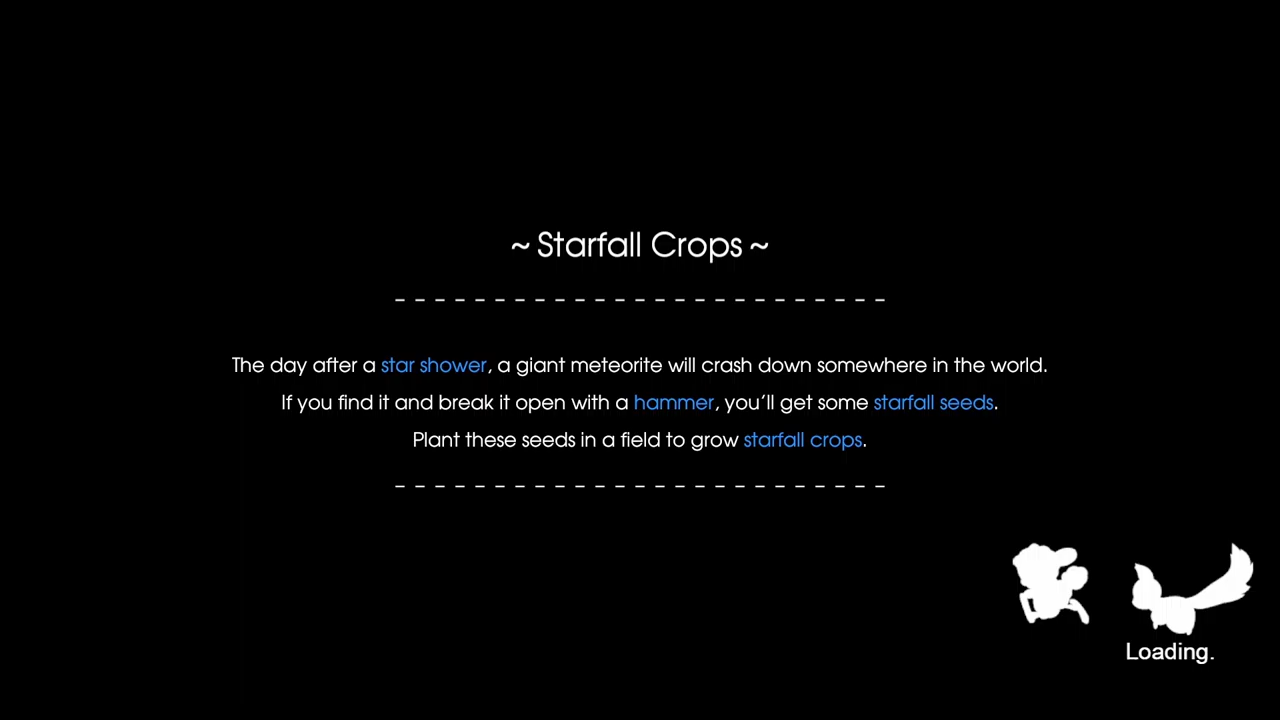 ~ Starfall Crops ~
- - - - - - - - - - - - - - - - - - - - - - - - -
The day after a star shower, a giant meteorite will crash down somewhere in the world.
If you find it and break it open with a hammer, you’ll get some starfall seeds.
Plant these seeds in a field to grow starfall crops.
- - - - - - - - - - - - - - - - - - - - - - - - -
Loading.